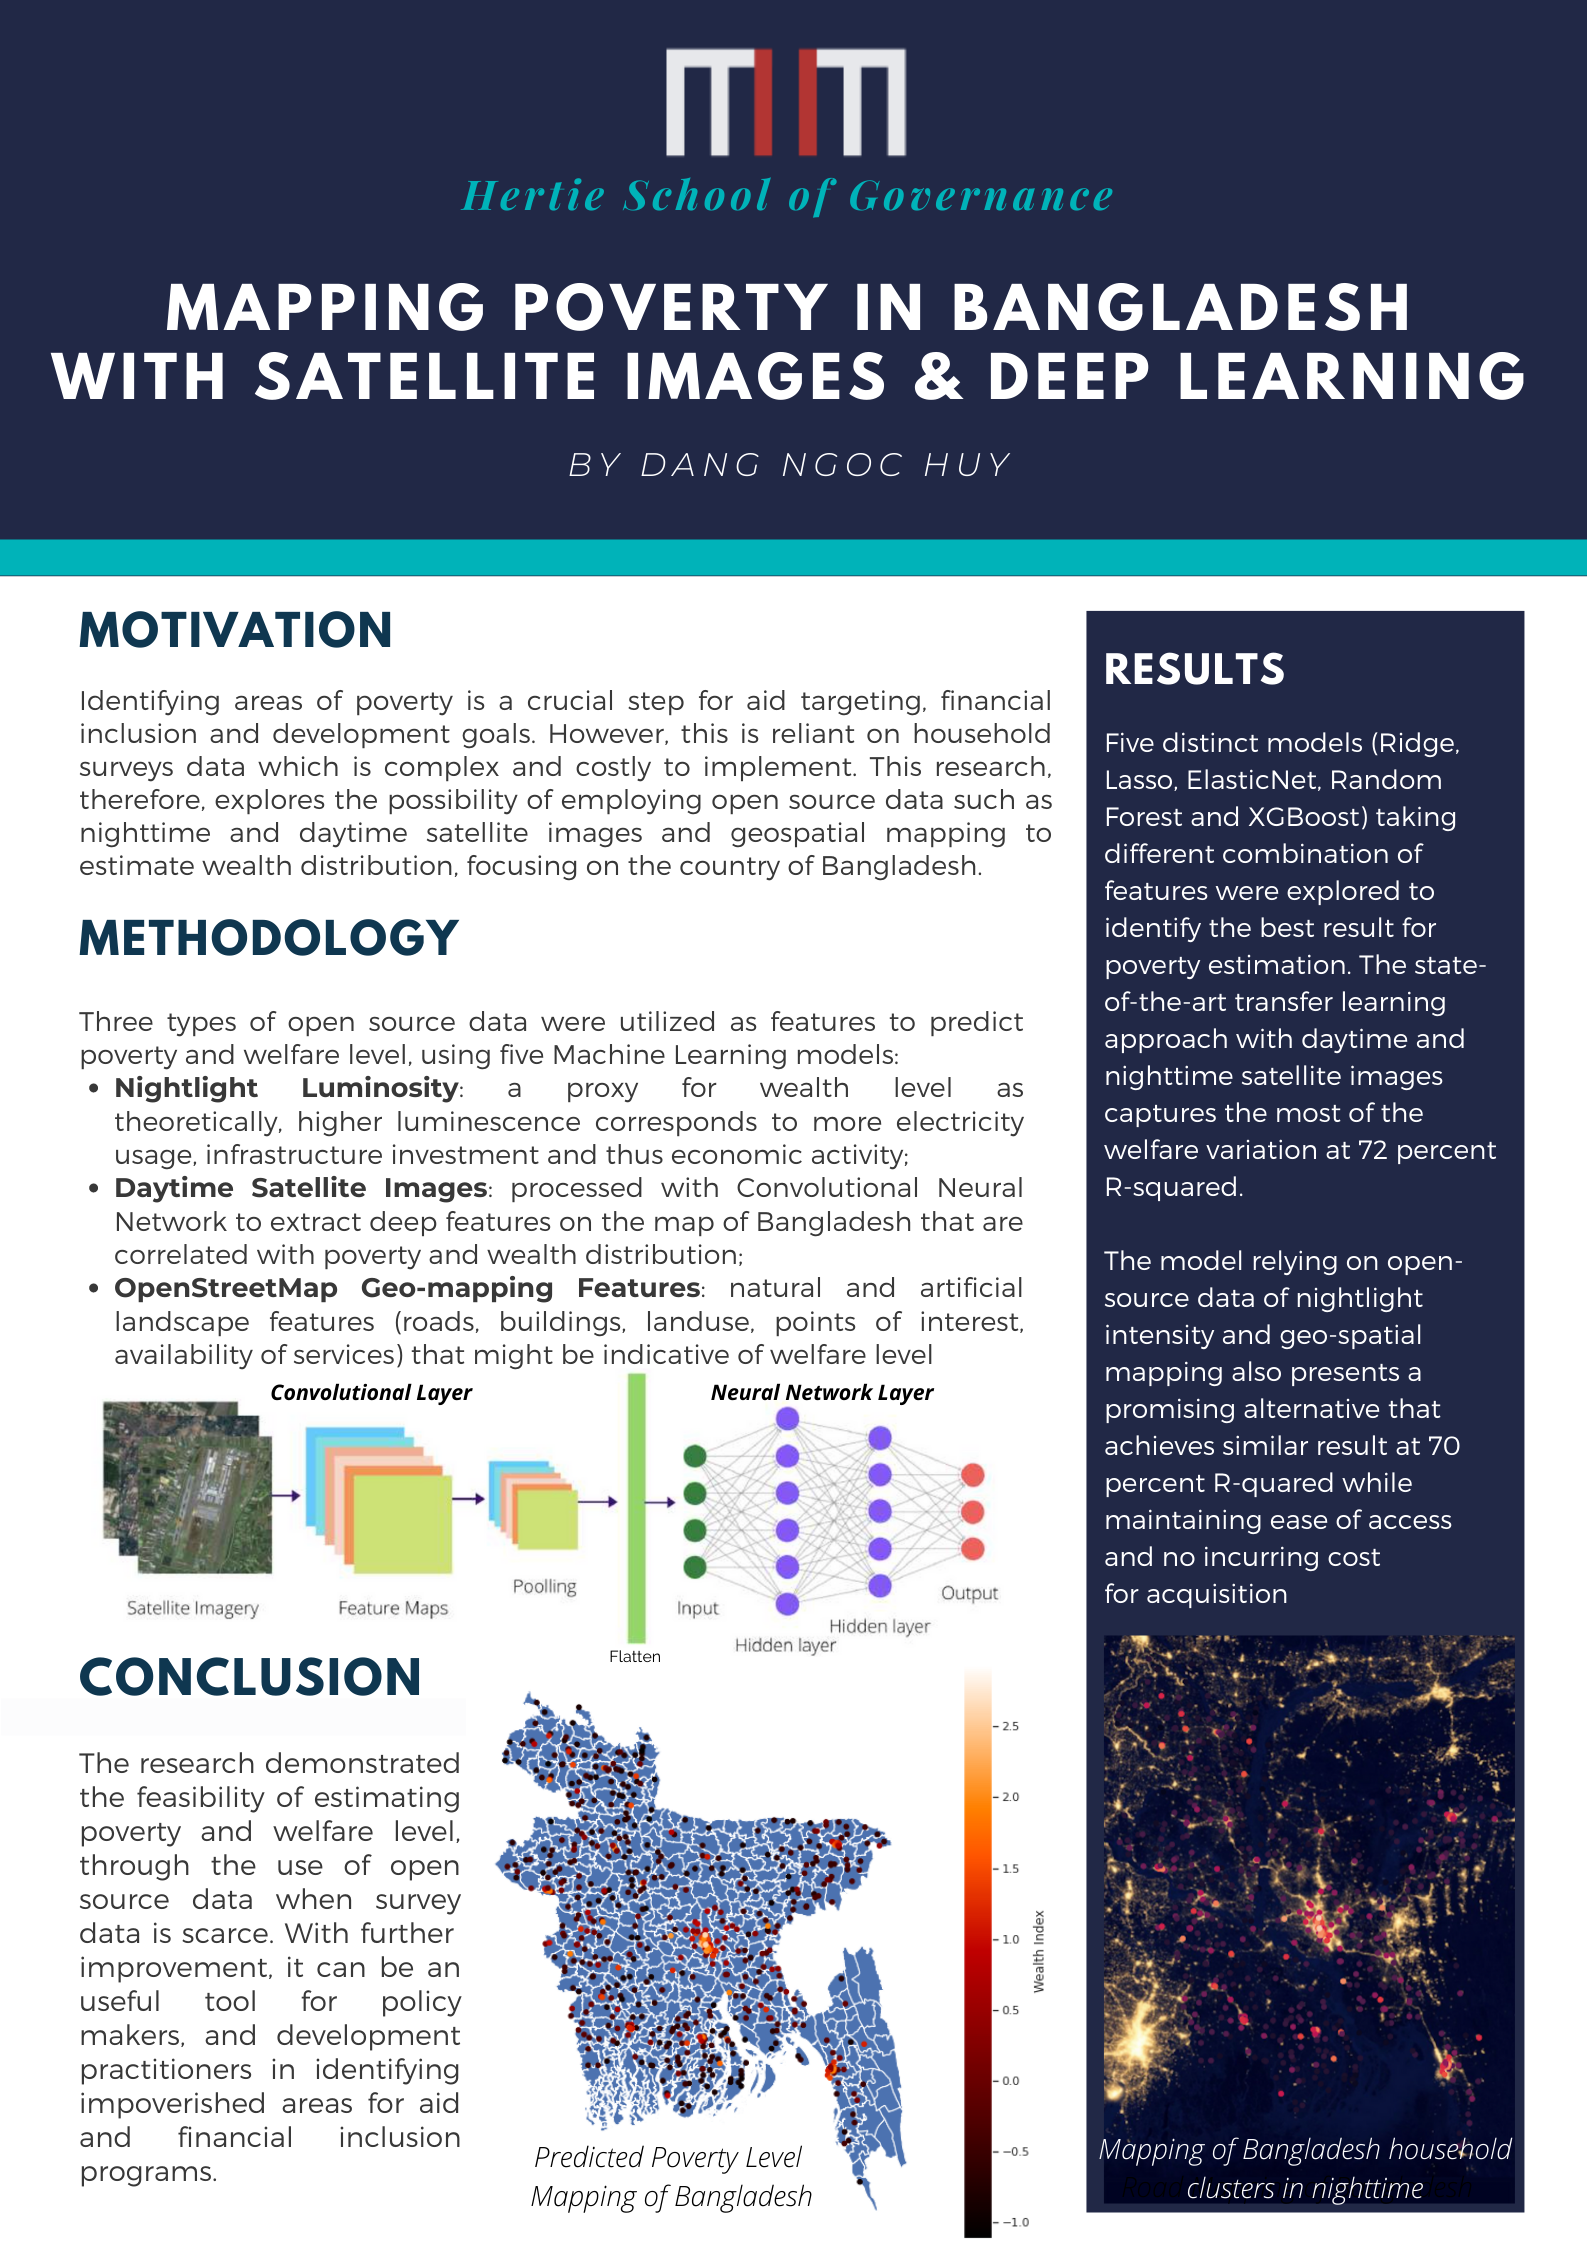 Hertie School of Governance
MAPPING POVERTY IN BANGLADESH
WITH SATELLITE IMAGES & DEEP LEARNING
BY DANG NGOC HUY
MOTIVATION
Identifying areas of poverty is a crucial step for aid targeting, financial
inclusion and development goals. However, this is reliant on household
surveys data which is complex and costly to implement. This research,
therefore, explores the possibility of employing open source data such as
nighttime and daytime satellite images and geospatial mapping to
estimate wealth distribution, focusing on the country of Bangladesh.
METHODOLOGY
Three types of open source data were utilized as features to predict
poverty and welfare level, using five Machine Learning models:
• Nightlight Luminosity: a proxy for wealth level as
theoretically, higher luminescence corresponds to more electricity
usage, infrastructure investment and thus economic activity;
• Daytime Satellite Images: processed with Convolutional Neural
Network to extract deep features on the map of Bangladesh that are
correlated with poverty and wealth distribution;
• OpenStreetMap Geo-mapping Features: natural and artificial
landscape features (roads, buildings, landuse, points of interest,
availability of services) that might be indicative of welfare level
Convolutional Layer
Neural Network Layer
Satellite Imagery
Feature Maps
Poolling
Flatten
Input
Hidden layer
Hidden layer
Output
CONCLUSION
The research demonstrated
the feasibility of estimating
poverty and welfare level,
through the use of open
source data when survey
data is scarce. With further
improvement, it can be an
useful tool for policy
makers, and development
practitioners in identifying
impoverished areas for aid
and financial inclusion
programs.
Predicted Poverty Level
Mapping of Bangladesh
2.5
2.0
1.5
1.0
0.5
0.0
−0.5
−1.0
Wealth Index
RESULTS
Five distinct models (Ridge,
Lasso, ElasticNet, Random
Forest and XGBoost) taking
different combination of
features were explored to
identify the best result for
poverty estimation. The state-
of-the-art transfer learning
approach with daytime and
nighttime satellite images
captures the most of the
welfare variation at 72 percent
R-squared.
The model relying on open-
source data of nightlight
intensity and geo-spatial
mapping also presents a
promising alternative that
achieves similar result at 70
percent R-quared while
maintaining ease of access
and no incurring cost
for acquisition
Mapping of Bangladesh household
clusters in nighttime